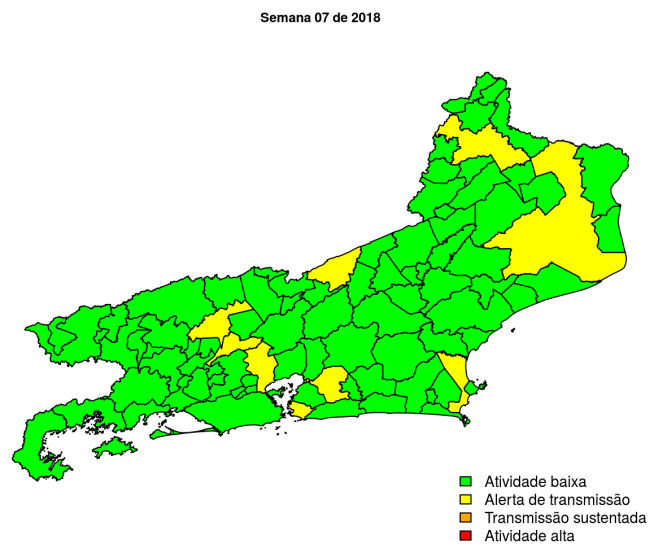 Semana 07 de 2018
Atividade baixa
Alerta de transmissão
Transmissão sustentada
Atividade alta